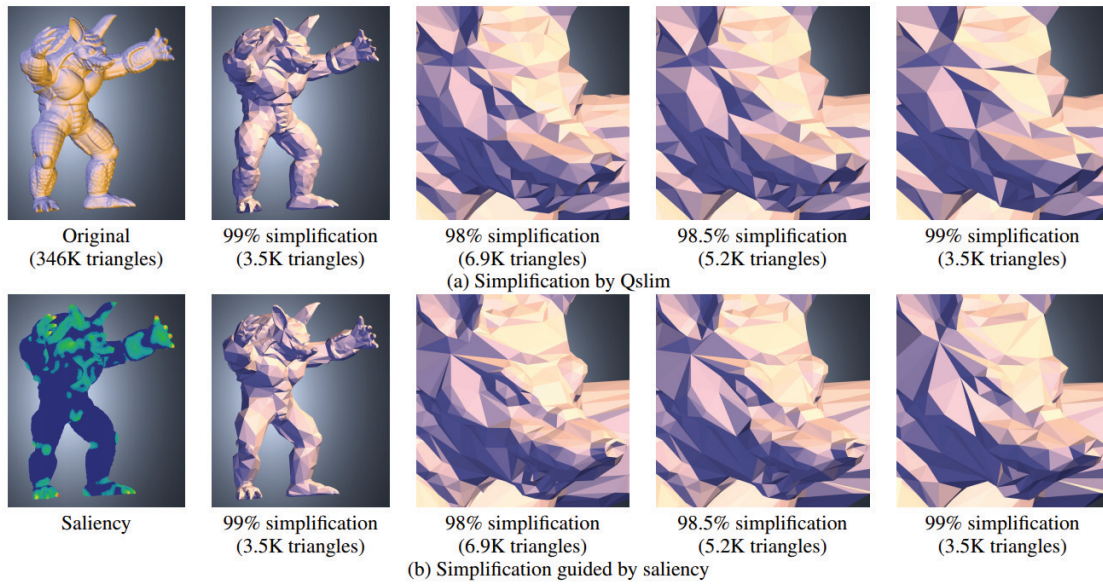 Original
(346K triangles)
99% simplification
(3.5K triangles)
98% simplification
(6.9K triangles)
98.5% simplification
(5.2K triangles)
99% simplification
(3.5K triangles)
(a) Simplification by Qslim
Saliency
99% simplification
(3.5K triangles)
98% simplification
(6.9K triangles)
98.5% simplification
(5.2K triangles)
99% simplification
(3.5K triangles)
(b) Simplification guided by saliency